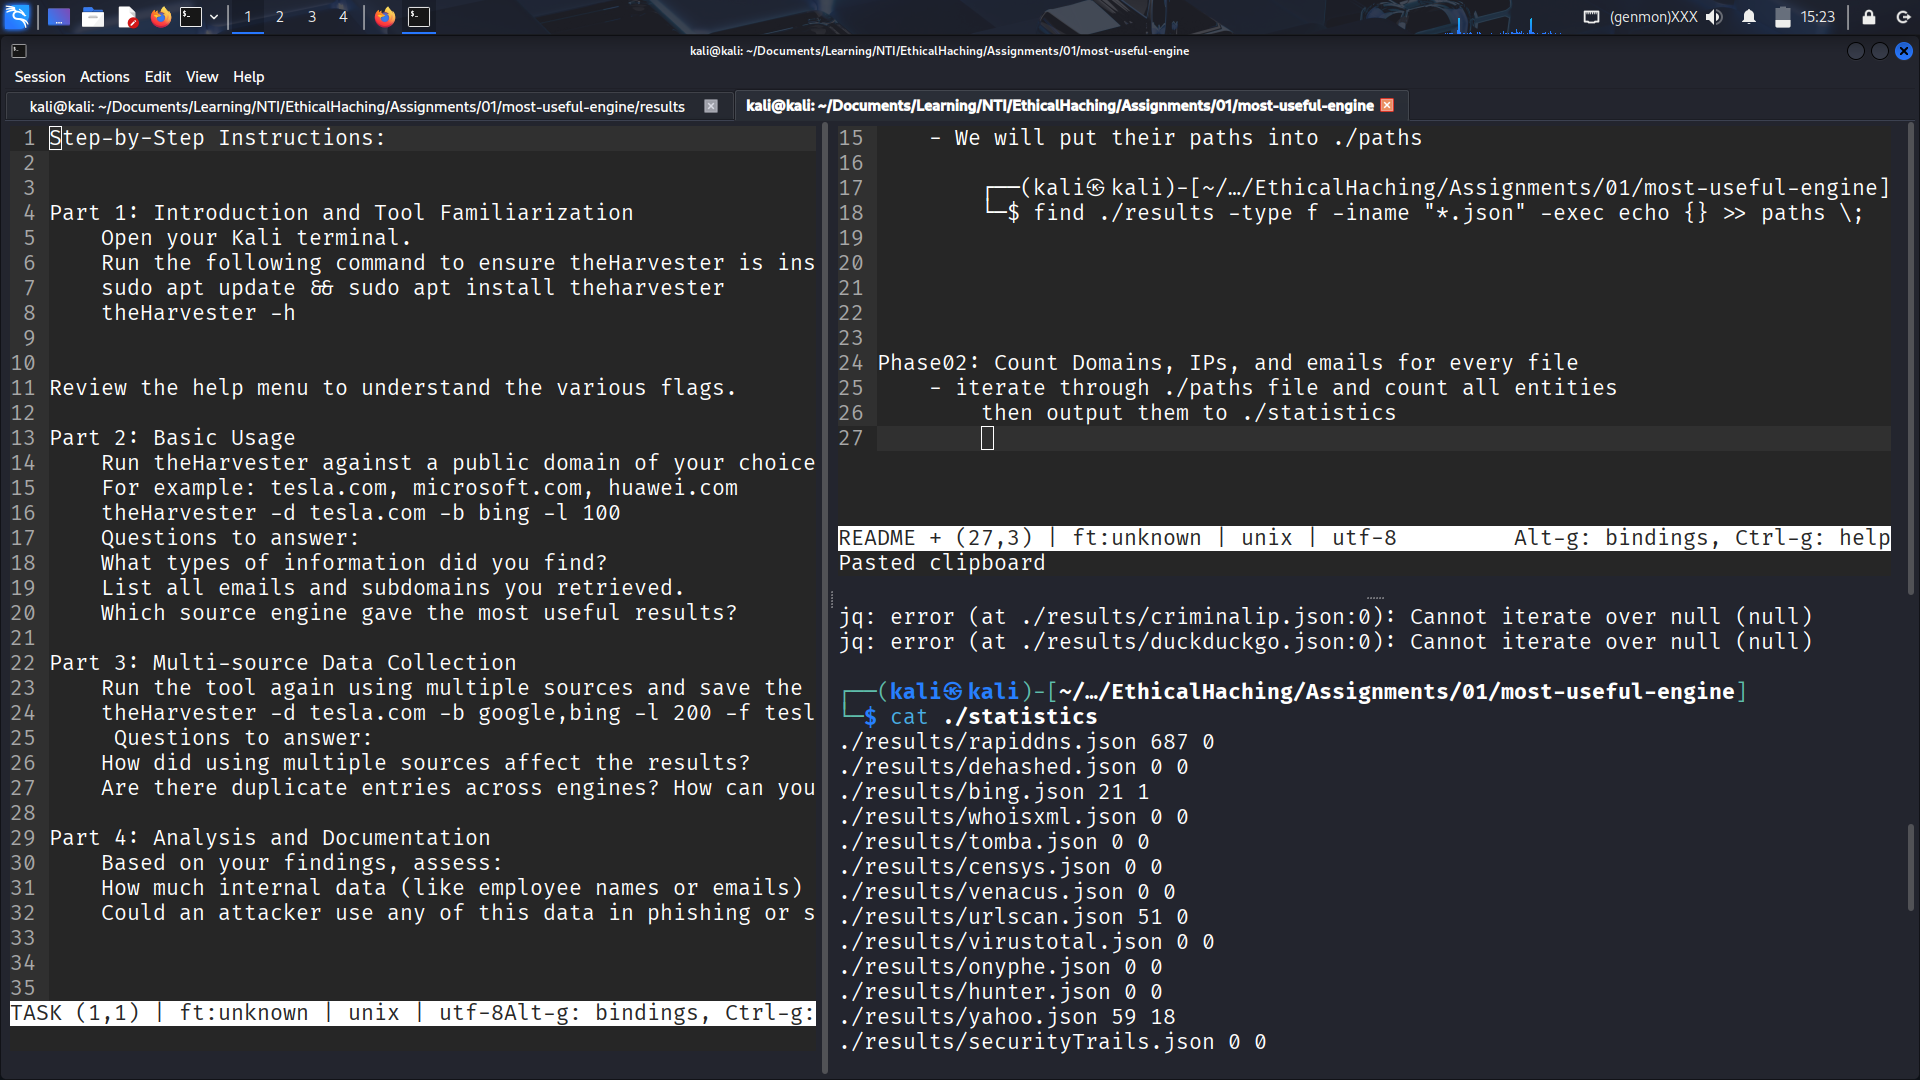 1 2 3 4 (genmon)XXX 15:23
kali@kali: ~/Documents/Learning/NTI/EthicalHaching/Assignments/01/most-useful-engine
Session Actions Edit View Help
kali@kali: ~/Documents/Learning/NTI/EthicalHaching/Assignments/01/most-useful-engine/results
kali@kali: ~/Documents/Learning/NTI/EthicalHaching/Assignments/01/most-useful-engine
1 Step-by-Step Instructions:
2
3
4 Part 1: Introduction and Tool Familiarization
5 Open your Kali terminal.
6 Run the following command to ensure theHarvester is ins
7 sudo apt update && sudo apt install theharvester
8 theHarvester -h
9
10
11 Review the help menu to understand the various flags.
12
13 Part 2: Basic Usage
14 Run theHarvester against a public domain of your choice
15 For example: tesla.com, microsoft.com, huawei.com
16 theHarvester -d tesla.com -b bing -l 100
17 Questions to answer:
18 What types of information did you find?
19 List all emails and subdomains you retrieved.
20 Which source engine gave the most useful results?
21
22 Part 3: Multi-source Data Collection
23 Run the tool again using multiple sources and save the
24 theHarvester -d tesla.com -b google,bing -l 200 -f tesl
25 Questions to answer:
26 How did using multiple sources affect the results?
27 Are there duplicate entries across engines? How can you
28
29 Part 4: Analysis and Documentation
30 Based on your findings, assess:
31 How much internal data (like employee names or emails)
32 Could an attacker use any of this data in phishing or s
33
34
35
TASK (1,1) | ft:unknown | unix | utf-8Alt-g: bindings, Ctrl-g:
15 - We will put their paths into ./paths
16
17 ┌──(kali㉿kali)-[~/…/EthicalHaching/Assignments/01/most-useful-engine]
18 └─$ find ./results -type f -iname "*.json" -exec echo {} >> paths \;
19
20
21
22
23
24 Phase02: Count Domains, IPs, and emails for every file
25 - iterate through ./paths file and count all entities
26 then output them to ./statistics
27
README + (27,3) | ft:unknown | unix | utf-8 Alt-g: bindings, Ctrl-g: help
Pasted clipboard
jq: error (at ./results/criminalip.json:0): Cannot iterate over null (null)
jq: error (at ./results/duckduckgo.json:0): Cannot iterate over null (null)
┌──(kali㉿kali)-[~/…/EthicalHaching/Assignments/01/most-useful-engine]
└─$ cat ./statistics
./results/rapiddns.json 687 0
./results/dehashed.json 0 0
./results/bing.json 21 1
./results/whoisxml.json 0 0
./results/tomba.json 0 0
./results/censys.json 0 0
./results/venacus.json 0 0
./results/urlscan.json 51 0
./results/virustotal.json 0 0
./results/onyphe.json 0 0
./results/hunter.json 0 0
./results/yahoo.json 59 18
./results/securityTrails.json 0 0